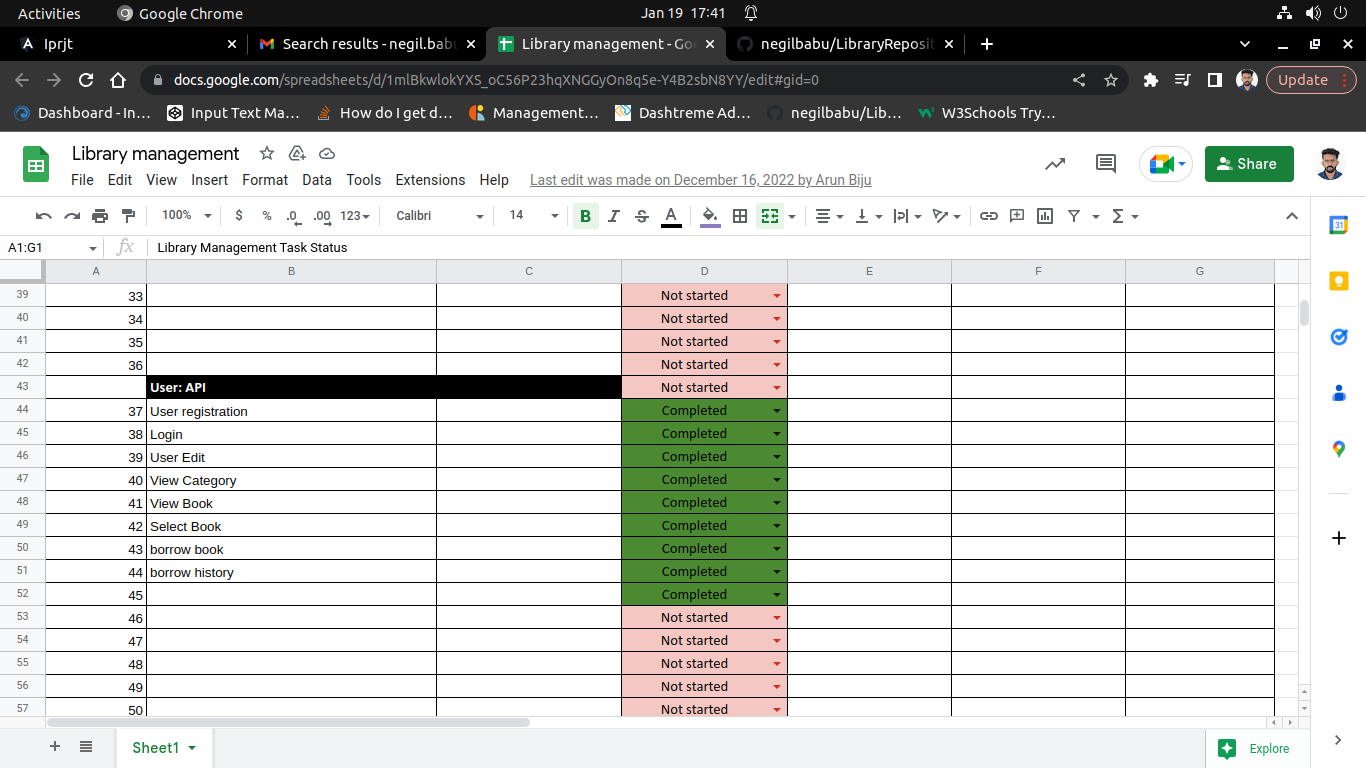 Activities Google Chrome Jan 19 17:41
Iprjt Search results - negil.bab Library management - Go negilbabu/LibraryReposit
docs.google.com/spreadsheets/d/1mlBkwlokYXS_oC56P23hqXNGGyOn8q5e-Y4B2sbN8YY/edit#gid=0 Update
Dashboard - In… Input Text Ma… How do I get d… Management… Dashtreme Ad… negilbabu/Lib… W3Schools Try…
Library management
File Edit View Insert Format Data Tools Extensions Help Last edit was made on December 16, 2022 by Arun Biju
Share
100% $ % .0 .00 123 Calibri 14 B I S A
A1:G1 fx Library Management Task Status
A B C D E F G
39 33 Not started
40 34 Not started
41 35 Not started
42 36 Not started
43 User: API Not started
44 37 User registration Completed
45 38 Login Completed
46 39 User Edit Completed
47 40 View Category Completed
48 41 View Book Completed
49 42 Select Book Completed
50 43 borrow book Completed
51 44 borrow history Completed
52 45 Completed
53 46 Not started
54 47 Not started
55 48 Not started
56 49 Not started
57 50 Not started
Sheet1 Explore
31